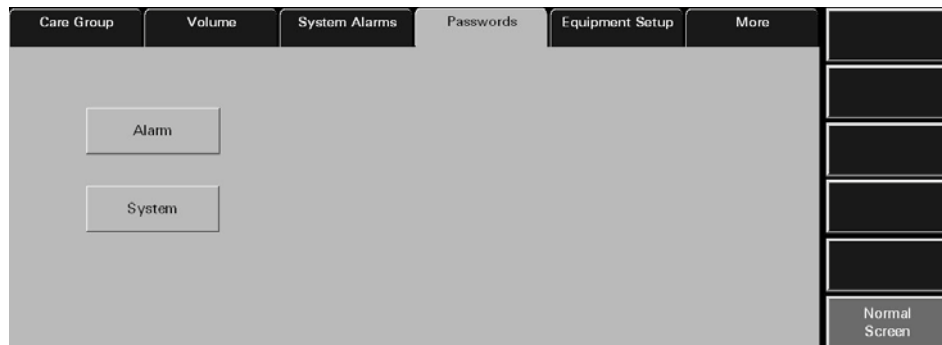 Care Group Volume System Alarms Passwords Equipment Setup More
Alarm
System
Normal
Screen